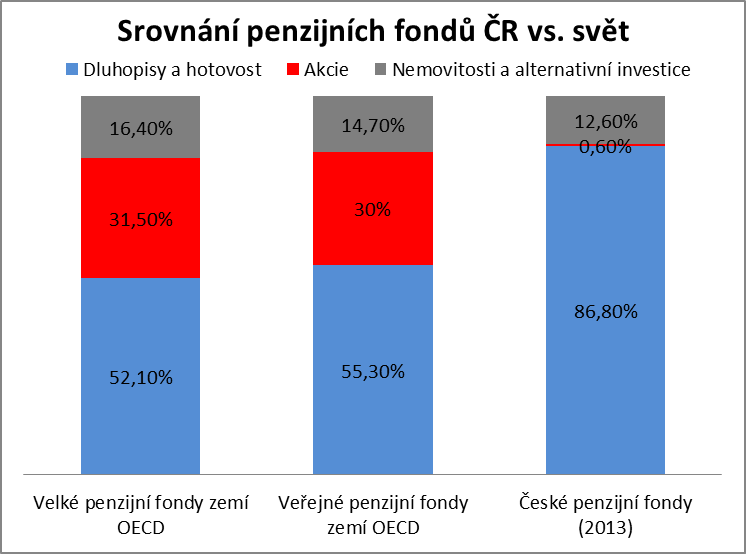 Srovnání penzijních fondů ČR vs. svět
Dluhopisy a hotovost Akcie Nemovitosti a alternativní investice
16,40% 14,70% 12,60%
0,60%
31,50% 30%
86,80%
52,10% 55,30%
Velké penzijní fondy zemí OECD
Veřejné penzijní fondy zemí OECD
České penzijní fondy (2013)